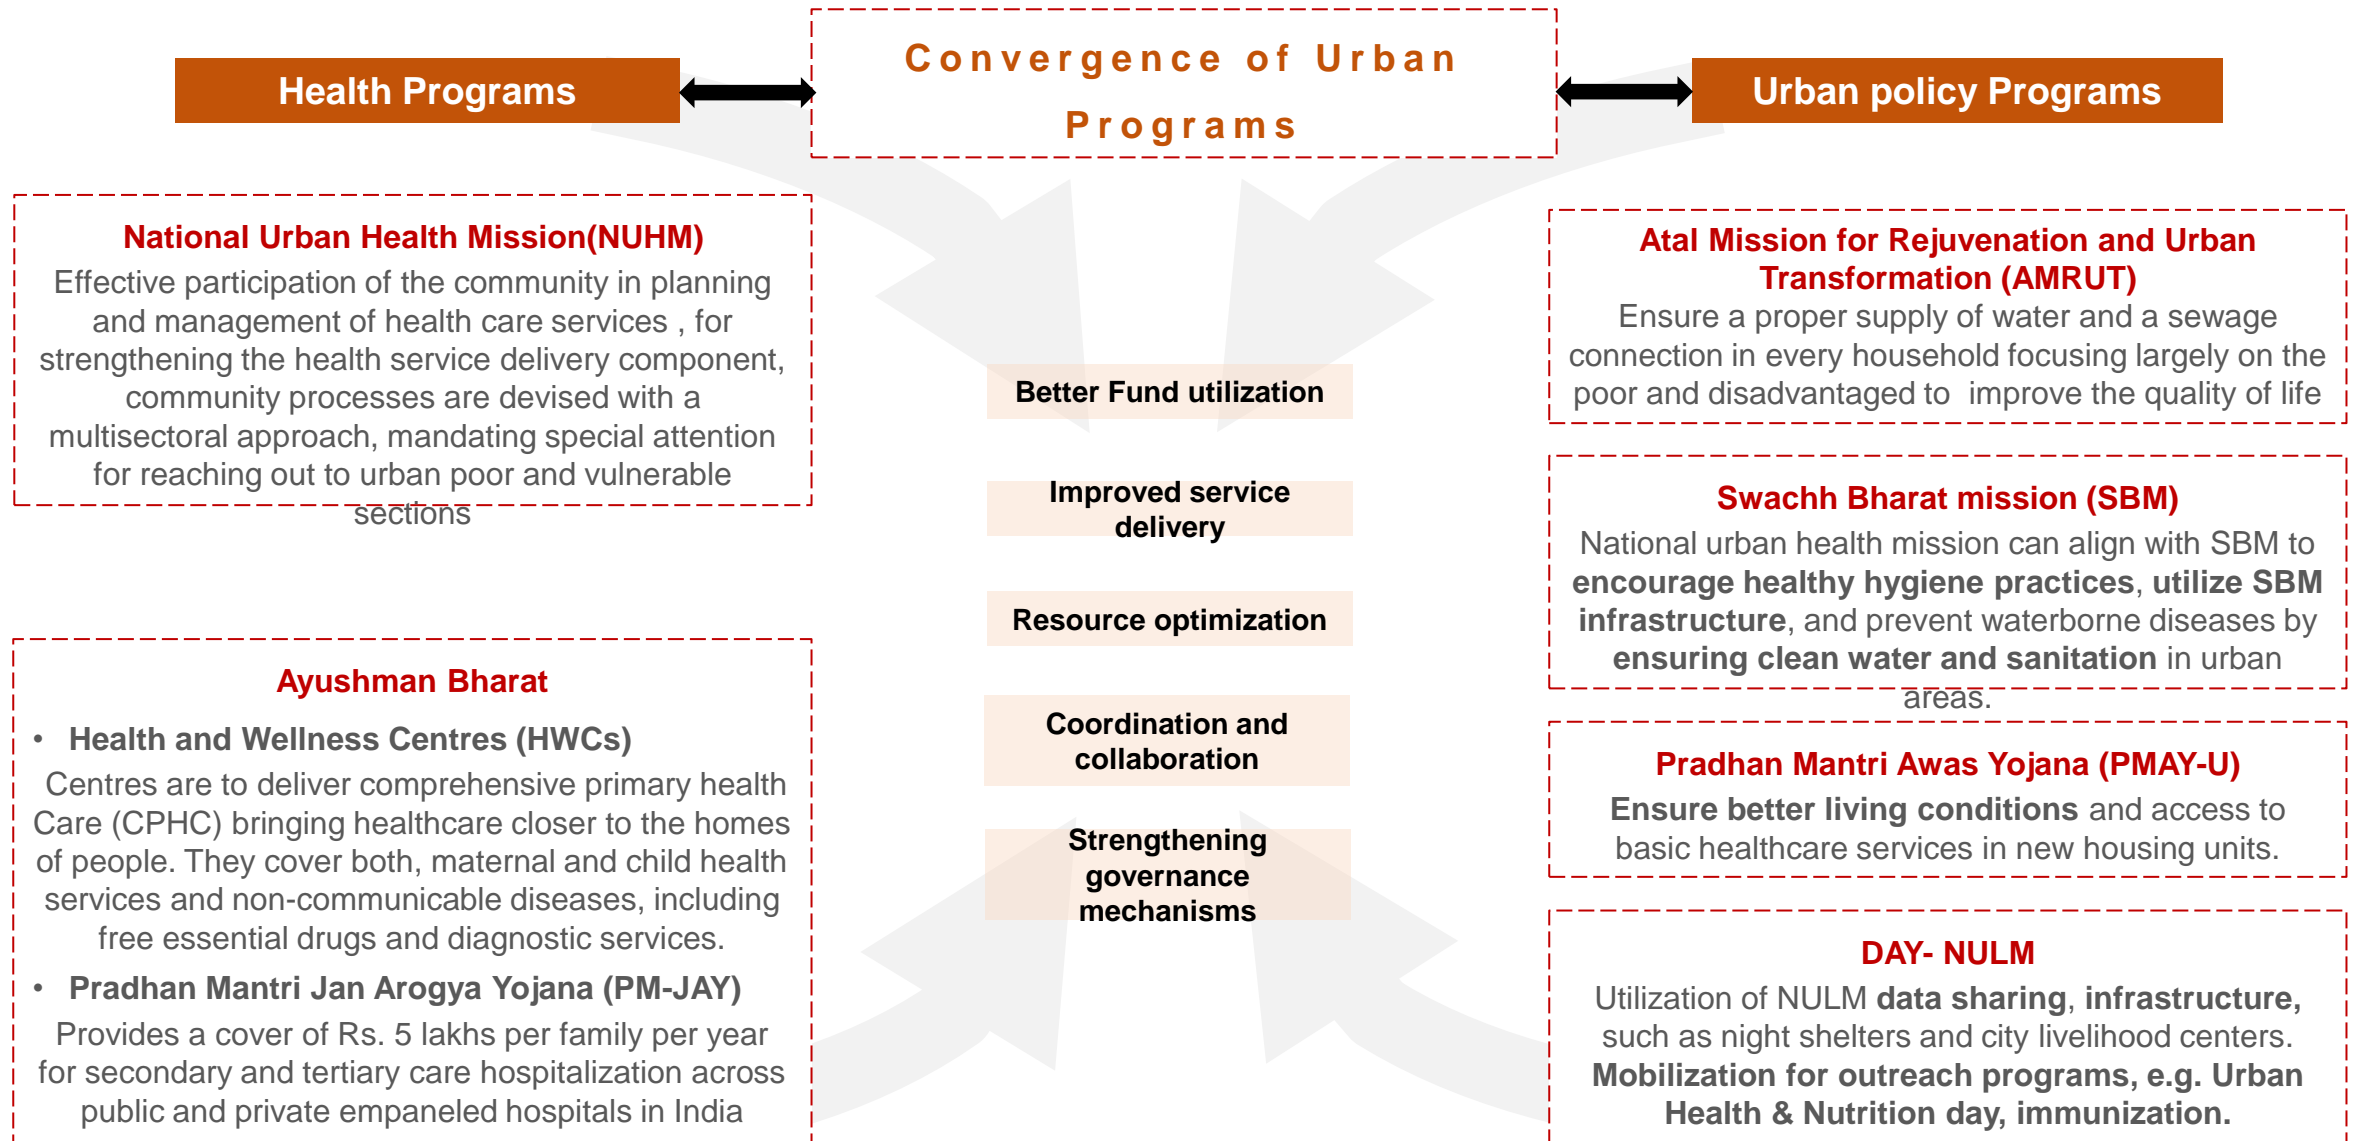 Convergence of Urban
Programs
Health Programs
Urban policy Programs
National Urban Health Mission(NUHM)
Effective participation of the community in planning
and management of health care services , for
strengthening the health service delivery component,
community processes are devised with a
multisectoral approach, mandating special attention
for reaching out to urban poor and vulnerable
sections
Ayushman Bharat
• Health and Wellness Centres (HWCs)
Centres are to deliver comprehensive primary health
Care (CPHC) bringing healthcare closer to the homes
of people. They cover both, maternal and child health
services and non-communicable diseases, including
free essential drugs and diagnostic services.
• Pradhan Mantri Jan Arogya Yojana (PM-JAY)
Provides a cover of Rs. 5 lakhs per family per year
for secondary and tertiary care hospitalization across
public and private empaneled hospitals in India
Better Fund utilization
Improved service
delivery
Resource optimization
Coordination and
collaboration
Strengthening
governance
mechanisms
Atal Mission for Rejuvenation and Urban
Transformation (AMRUT)
Ensure a proper supply of water and a sewage
connection in every household focusing largely on the
poor and disadvantaged to improve the quality of life
Swachh Bharat mission (SBM)
National urban health mission can align with SBM to
encourage healthy hygiene practices, utilize SBM
infrastructure, and prevent waterborne diseases by
ensuring clean water and sanitation in urban
areas.
Pradhan Mantri Awas Yojana (PMAY-U)
Ensure better living conditions and access to
basic healthcare services in new housing units.
DAY- NULM
Utilization of NULM data sharing, infrastructure,
such as night shelters and city livelihood centers.
Mobilization for outreach programs, e.g. Urban
Health & Nutrition day, immunization.